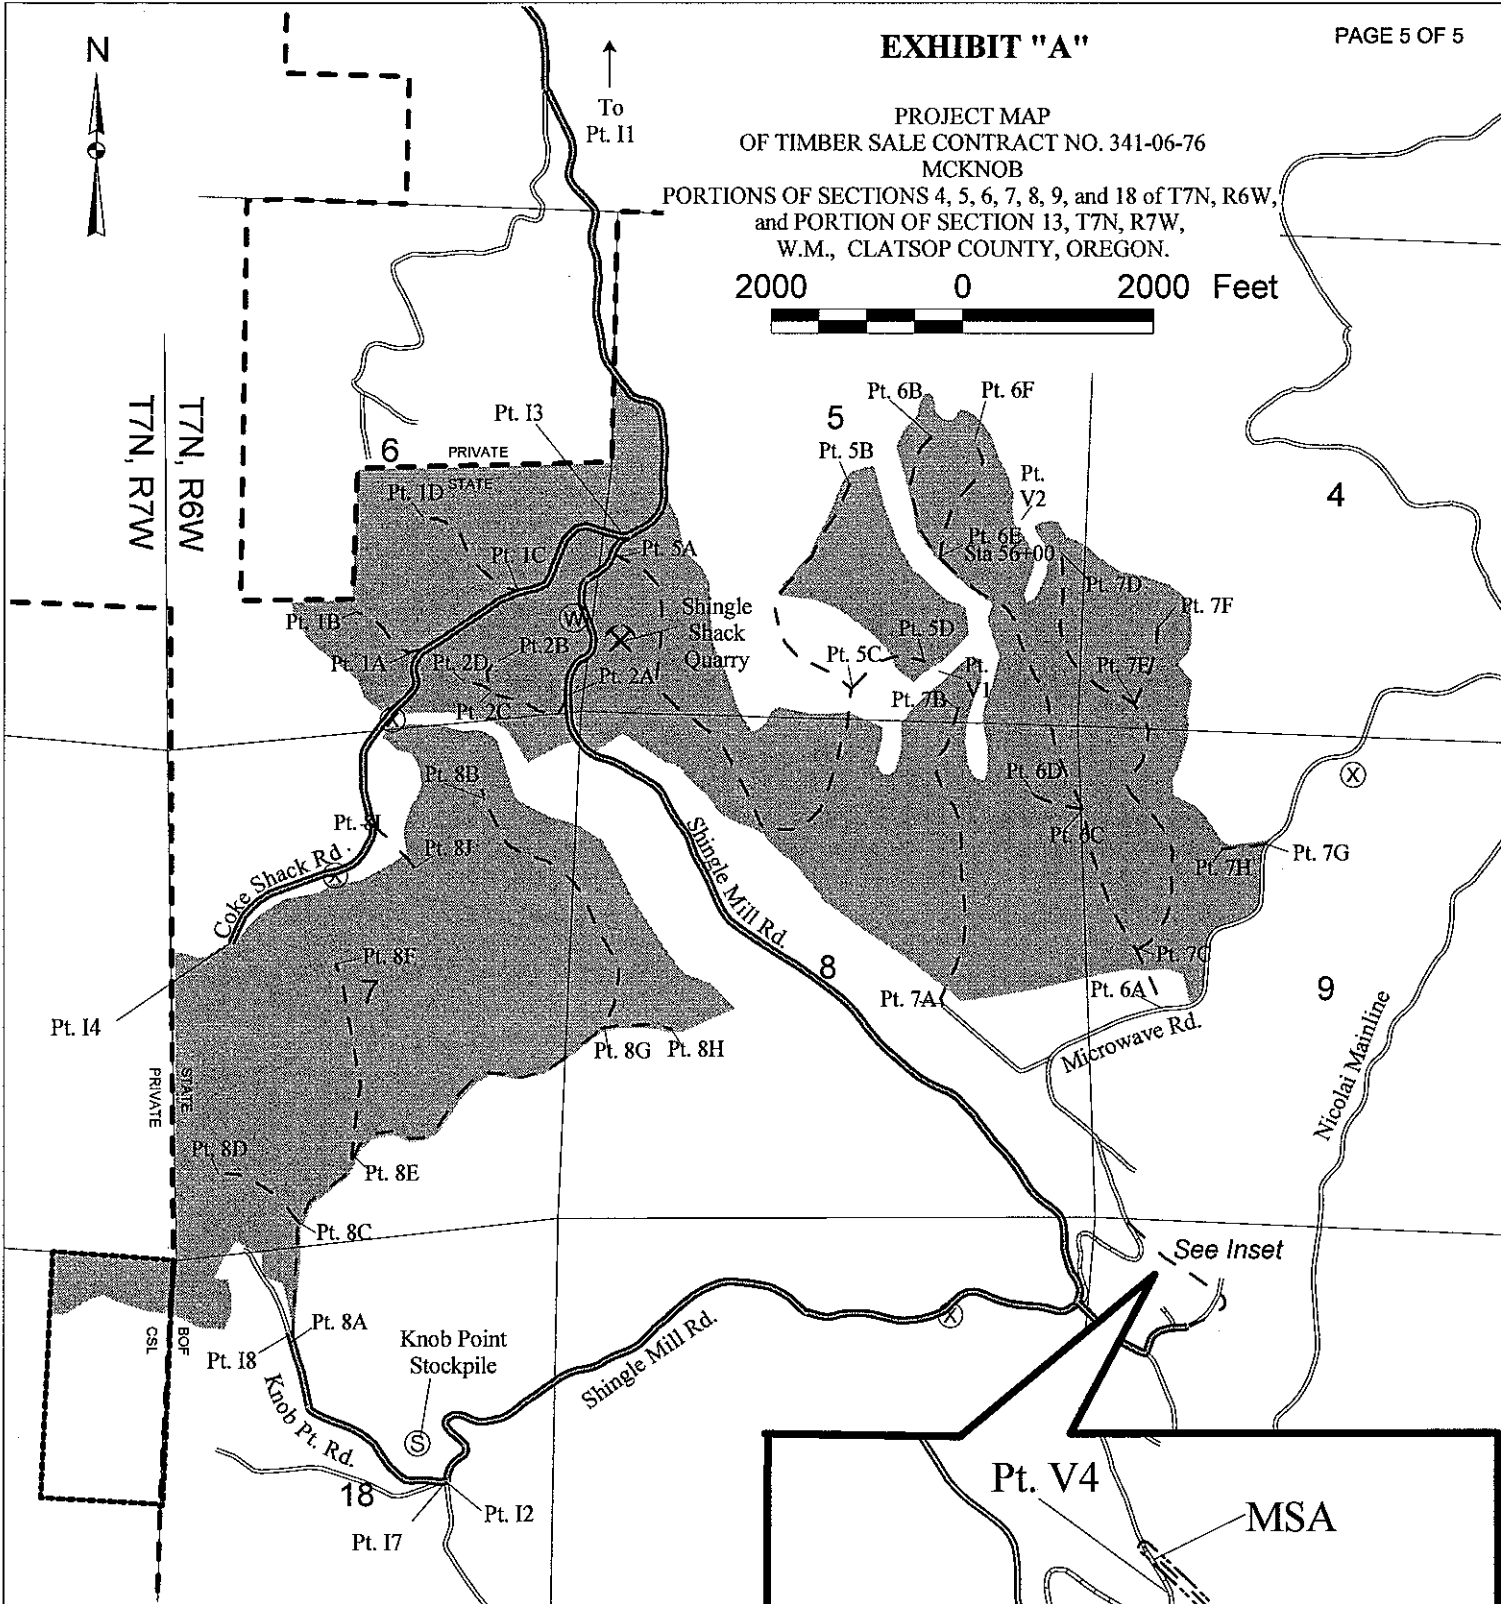 PAGE 5 OF 5
EXHIBIT "A"
N
To
Pt. I1
PROJECT MAP
OF TIMBER SALE CONTRACT NO. 341-06-76
MCKNOB
PORTIONS OF SECTIONS 4, 5, 6, 7, 8, 9, and 18 of T7N, R6W,
and PORTION OF SECTION 13, T7N, R7W,
W.M., CLATSOP COUNTY, OREGON.
2000 0 2000 Feet
T7N, R7W
T7N, R6W
Pt. 6B
Pt. 6F
Pt. I3
5
6
PRIVATE
STATE
Pt. 5B
Pt. 1D
Pt.
V2
4
Pt. 1C
Pt. 5A
Pt. 6E
Sta 56+00
Pt. 7D
Pt. 7F
Pt. 1B
W
Shingle
Shack
Quarry
Pt. 2B
Pt. 5D
Pt. 1A
Pt. 2D
Pt. 2A
Pt. 5C
Pt.
V1
Pt. 7E
Pt. 7B
Pt. 2C
X
Pt. 8B
Pt. 6D
X
Pt. 8I
Pt. 8J
Shingle Mill Rd.
Pt. 6C
Pt. 7H
Pt. 7G
Coke Shack Rd.
X
Pt. 8F
7
8
Pt. 7C
Pt. 7A
Pt. 6A
9
Pt. I4
Microwave Rd.
Pt. 8G
Pt. 8H
Nicolai Mainline
PRIVATE
STATE
Pt. 8D
Pt. 8E
Pt. 8C
See Inset
CSL
BOF
Pt. 8A
Pt. I8
Knob Point
Stockpile
X
Shingle Mill Rd.
Knob Pt. Rd.
S
18
Pt. I2
Pt. I7
Pt. V4
MSA